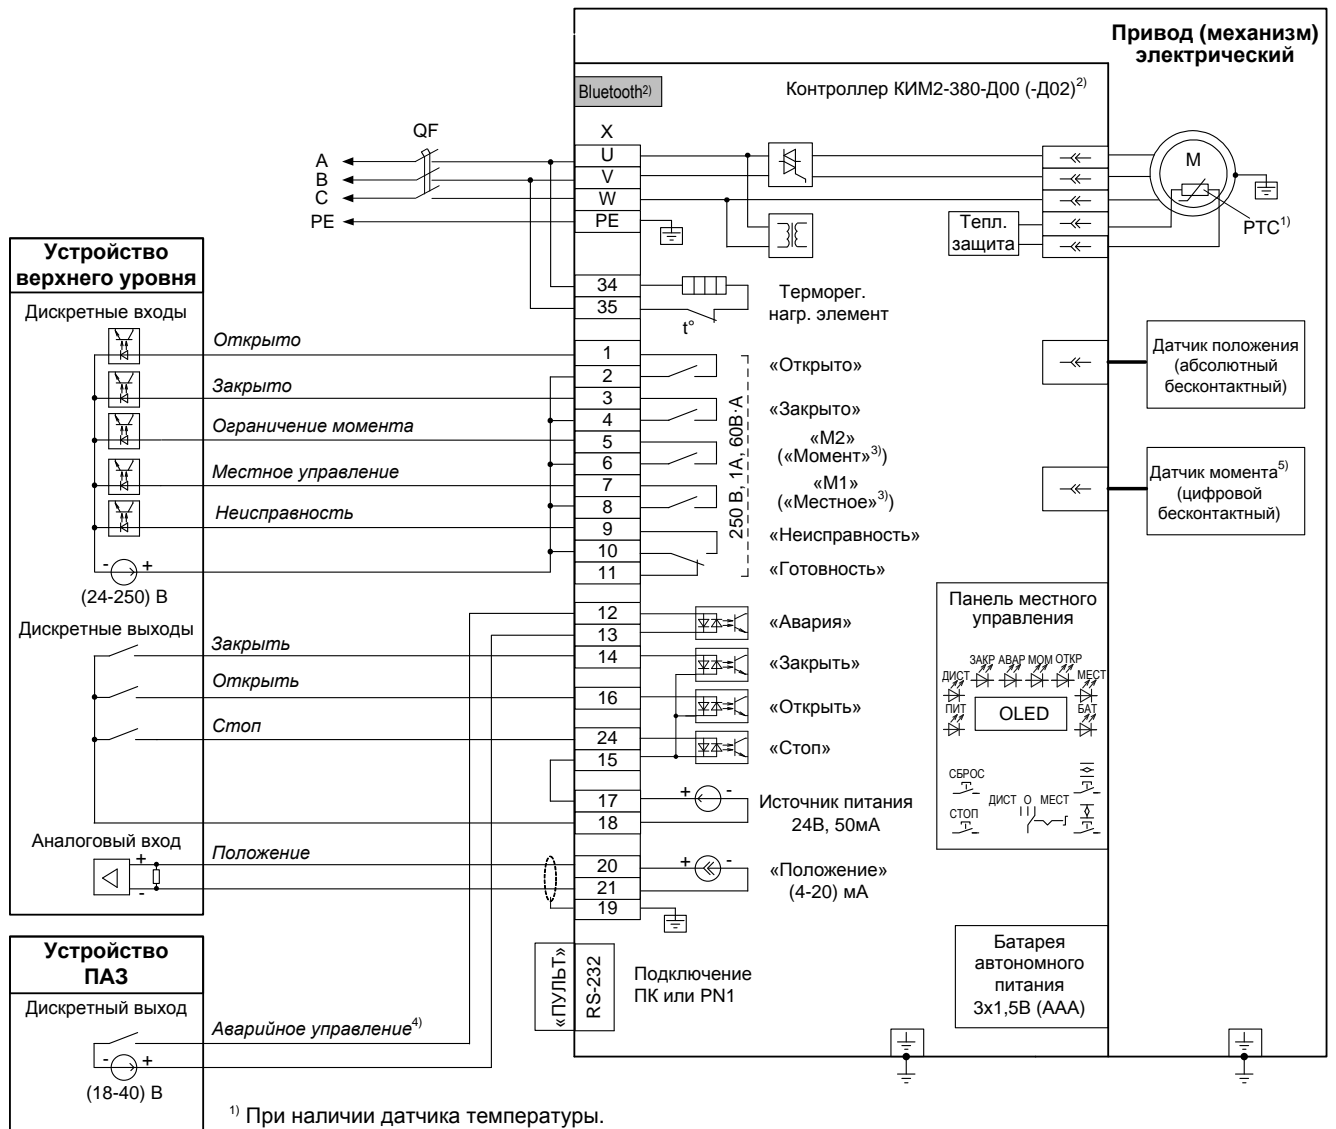 Привод (механизм)
электрический
Bluetooth2)
Контроллер КИМ2-380-Д00 (-Д02)2)
QF
X
A
B
C
PE
U
V
W
PE
M
PTC1)
Тепл.
защита
34
35
t°
Терморег.
нагр. элемент
Устройство
верхнего уровня
Дискретные входы
Открыто
Закрыто
Ограничение момента
Местное управление
Неисправность
- +
(24-250) В
1
2
3
4
5
6
7
8
9
10
11
250 В, 1А, 60В·А
«Открыто»
«Закрыто»
«М2»
(«Момент»3))
«М1»
(«Местное»3))
«Неисправность»
«Готовность»
Датчик положения
(абсолютный
бесконтактный)
Датчик момента5)
(цифровой
бесконтактный)
Дискретные выходы
Закрыть
Открыть
Стоп
12
13
14
16
24
15
17
18
«Авария»
«Закрыть»
«Открыть»
«Стоп»
+ -
Источник питания
24В, 50мА
Панель местного
управления
ЗАКР АВАР МОМ ОТКР
ДИСТ
МЕСТ
ПИТ
OLED
БАТ
СБРОС
СТОП
ДИСТ О МЕСТ
Аналоговый вход
+
-
Положение
20
21
19
+ -
«Положение»
(4-20) мА
Устройство
ПАЗ
Дискретный выход
Аварийное управление4)
- +
(18-40) В
«ПУЛЬТ»
RS-232
Подключение
ПК или PN1
Батарея
автономного
питания
3х1,5В (ААА)
1) При наличии датчика температуры.